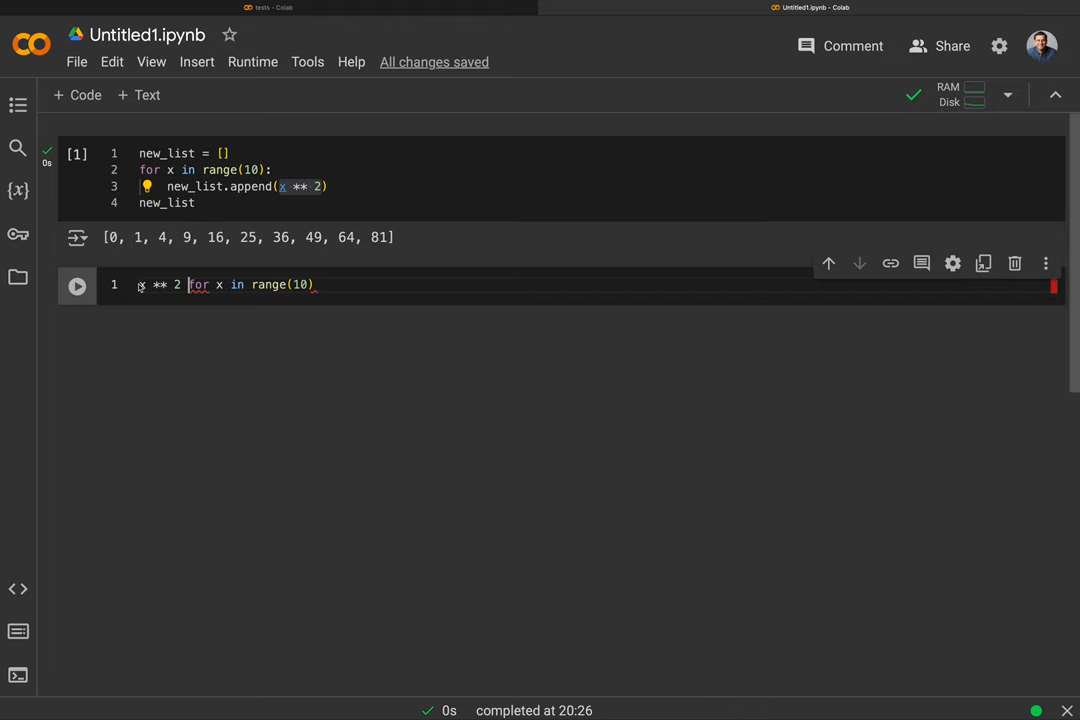 tests - Colab
Untitled1.ipynb - Colab
Untitled1.ipynb
File Edit View Insert Runtime Tools Help All changes saved
Comment
Share
+ Code + Text
RAM
Disk
[1]
0s
1 new_list = []
2 for x in range(10):
3 new_list.append(x ** 2)
4 new_list
[0, 1, 4, 9, 16, 25, 36, 49, 64, 81]
1 x ** 2 for x in range(10)
{x}
0s completed at 20:26